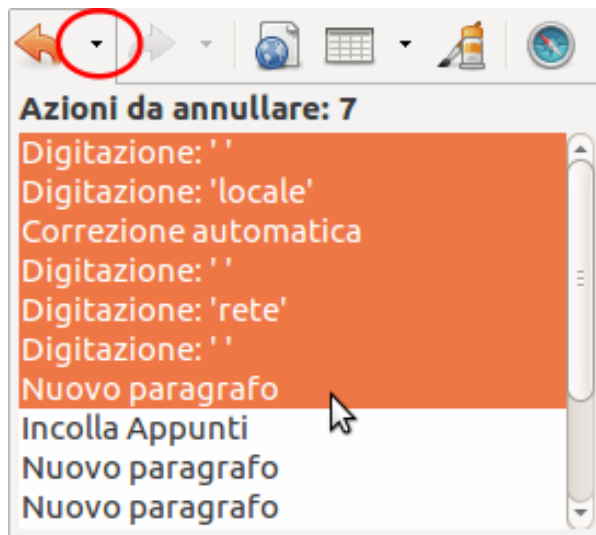 Azioni da annullare: 7
Digitazione: ' '
Digitazione: 'locale'
Correzione automatica
Digitazione: ' '
Digitazione: 'rete'
Digitazione: ' '
Nuovo paragrafo
Incolla Appunti
Nuovo paragrafo
Nuovo paragrafo